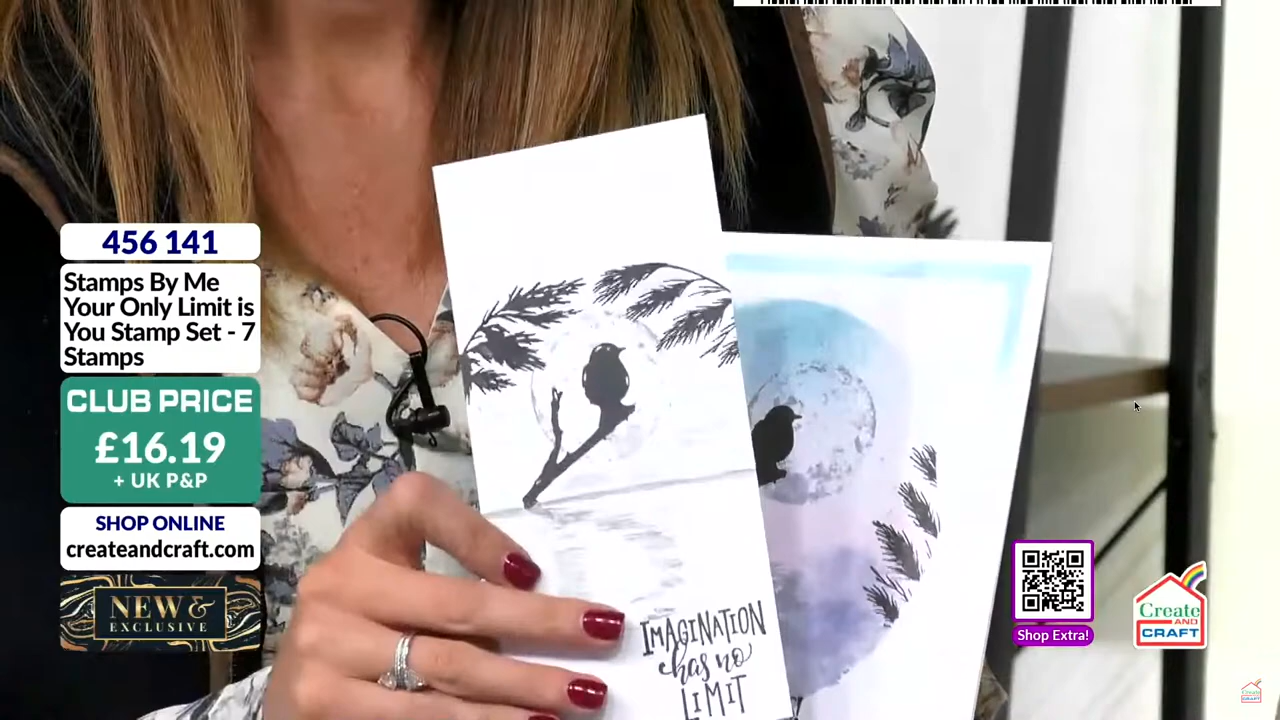 456 141
Stamps By Me
Your Only Limit is
You Stamp Set - 7
Stamps
CLUB PRICE
£16.19
+ UK P&P
SHOP ONLINE
createandcraft.com
NEW &
EXCLUSIVE
IMAGINATION
has no
LIMIT
Shop Extra!
Create
AND
CRAFT